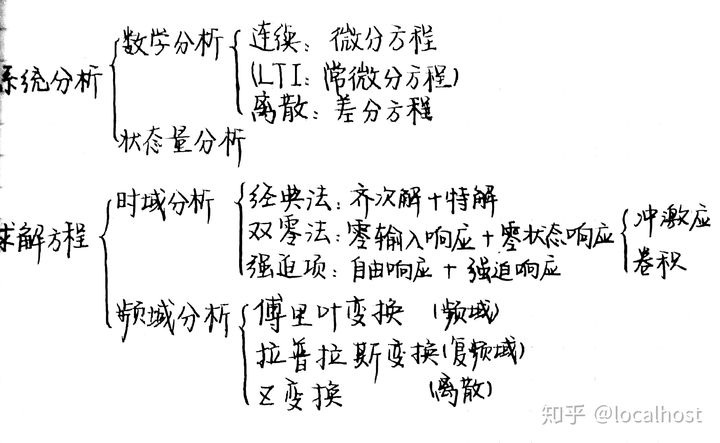 系统分析
数学分析
连续：微分方程
(LTI：常微分方程)
离散：差分方程
状态量分析
求解方程
时域分析
经典法：齐次解+特解
双零法：零输入响应+零状态响应
冲激应
卷积
强迫项：自由响应+强迫响应
频域分析
傅里叶变换 (频域)
拉普拉斯变换(复频域)
Z变换 (离散)
知乎 @localhost